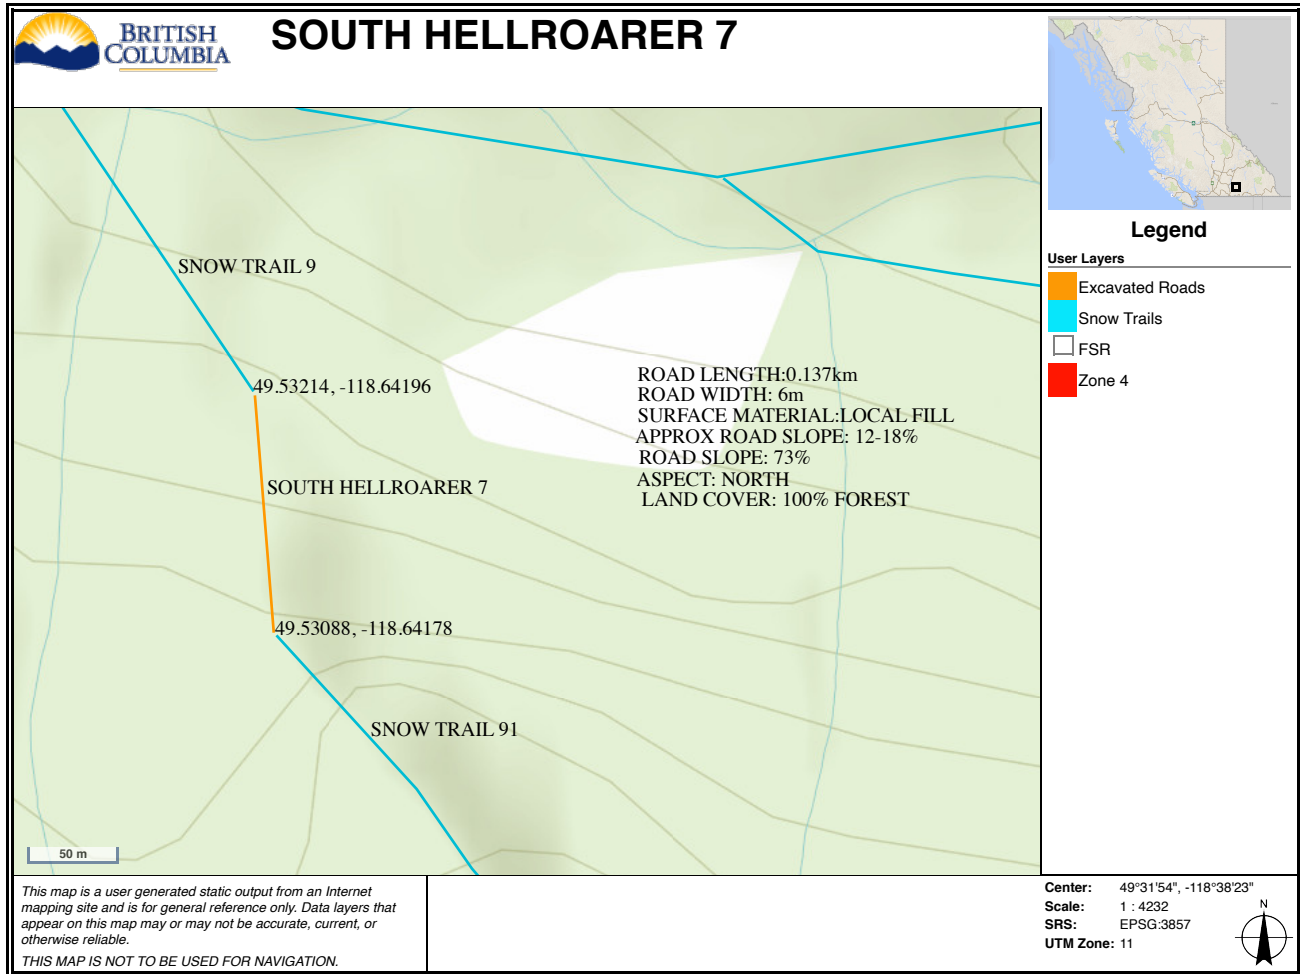 BRITISH
COLUMBIA
SOUTH HELLROARER 7
SNOW TRAIL 9
49.53214, -118.64196
SOUTH HELLROARER 7
49.53088, -118.64178
SNOW TRAIL 91
ROAD LENGTH:0.137km
ROAD WIDTH: 6m
SURFACE MATERIAL:LOCAL FILL
APPROX ROAD SLOPE: 12-18%
ROAD SLOPE: 73%
ASPECT: NORTH
LAND COVER: 100% FOREST
50 m
Legend
User Layers
Excavated Roads
Snow Trails
FSR
Zone 4
This map is a user generated static output from an Internet
mapping site and is for general reference only. Data layers that
appear on this map may or may not be accurate, current, or
otherwise reliable.
THIS MAP IS NOT TO BE USED FOR NAVIGATION.
Center: 49°31'54", -118°38'23"
Scale: 1 : 4232
SRS: EPSG:3857
UTM Zone: 11
N